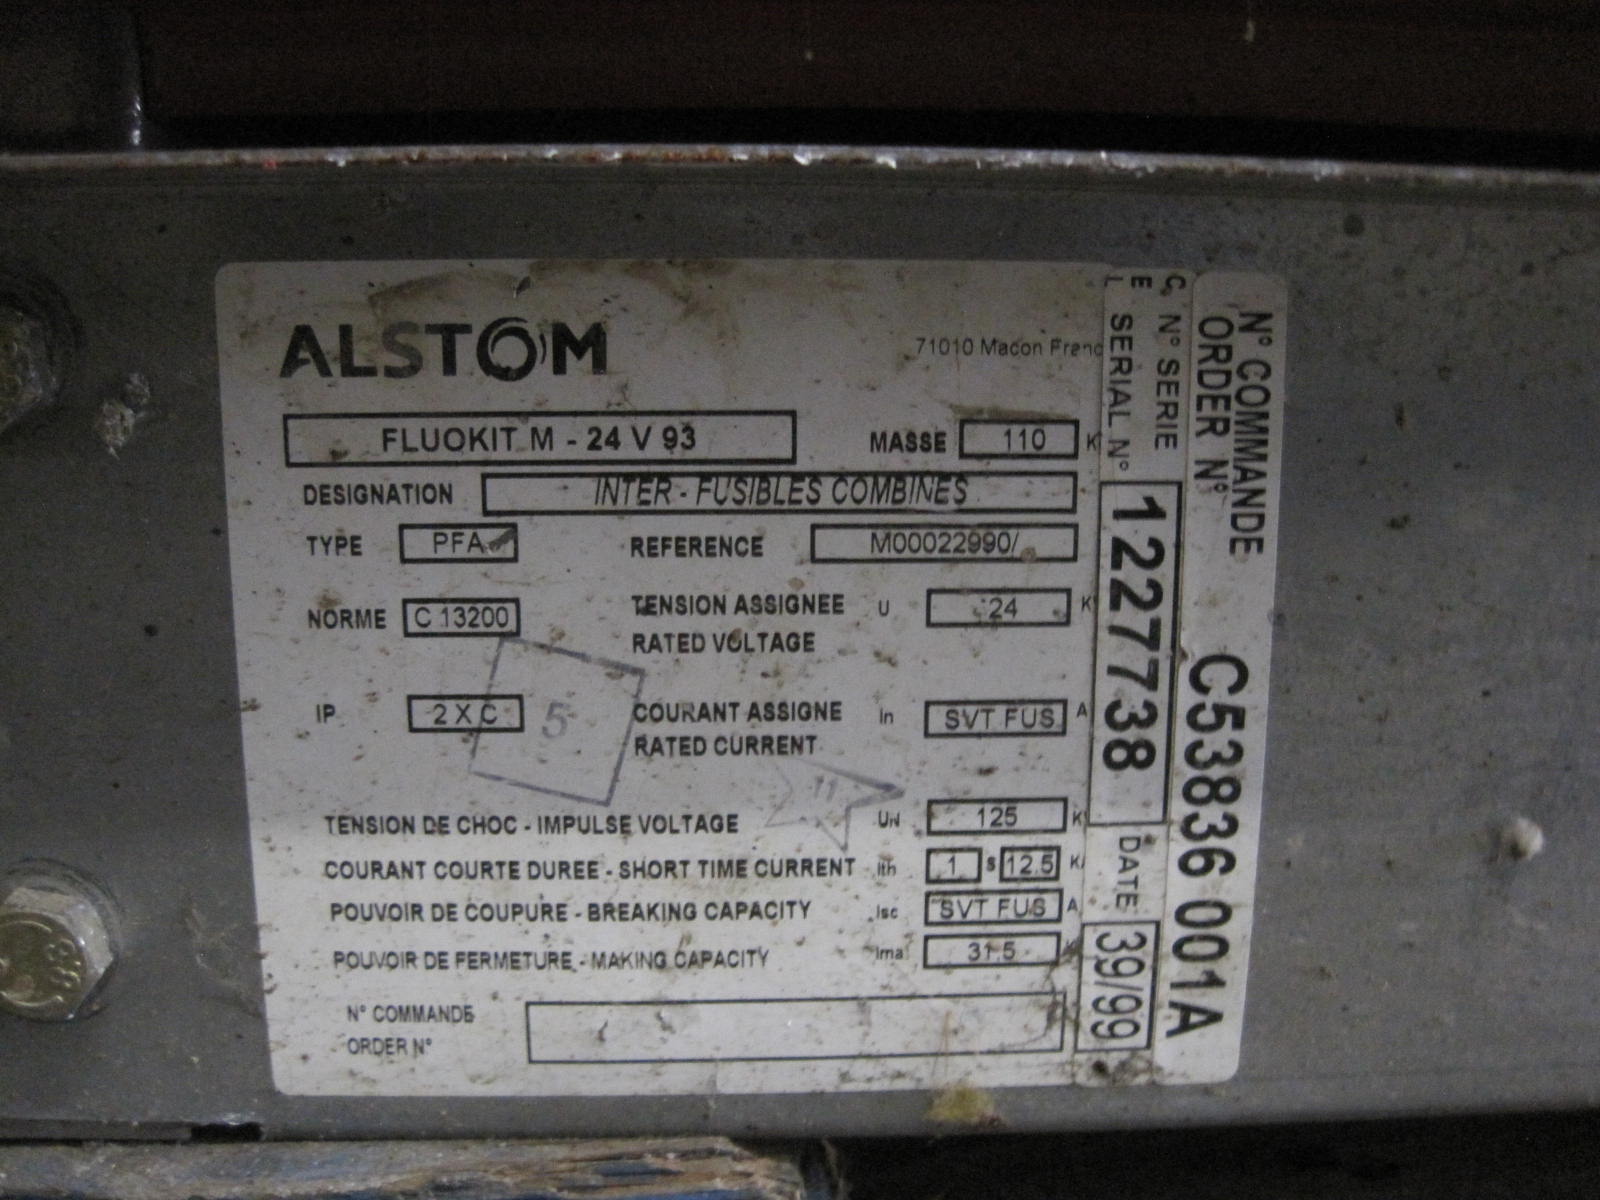 ALSTOM
71010 Macon Franc
FLUOKIT M - 24 V 93 MASSE 110 K
DESIGNATION INTER - FUSIBLES COMBINES
TYPE PFA REFERENCE M00022990/
NORME C 13200 TENSION ASSIGNEE U 24 K
RATED VOLTAGE
IP 2 X C COURANT ASSIGNE In SVT FUS A
RATED CURRENT
5
11
TENSION DE CHOC - IMPULSE VOLTAGE 125 K
COURANT COURTE DUREE - SHORT TIME CURRENT Ith 1 s 12.5 K
POUVOIR DE COUPURE - BREAKING CAPACITY Isc SVT FUS A
POUVOIR DE FERMETURE - MAKING CAPACITY Ima 31.5 K
N° COMMANDE
ORDER N°
C N° SERIE
E
L SERIAL N° 1227738 DATE 39/99
N° COMMANDE
ORDER N° C53836 001A